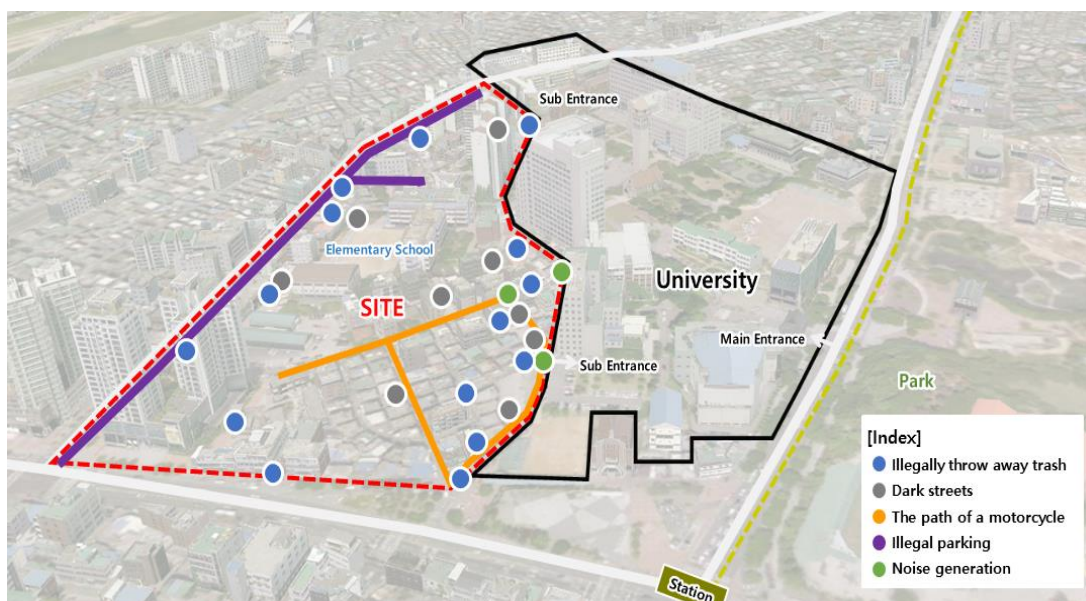 Sub Entrance
Elementary School
SITE
University
Main Entrance
Sub Entrance
Park
[Index]
Illegally throw away trash
Dark streets
The path of a motorcycle
Illegal parking
Noise generation
Station